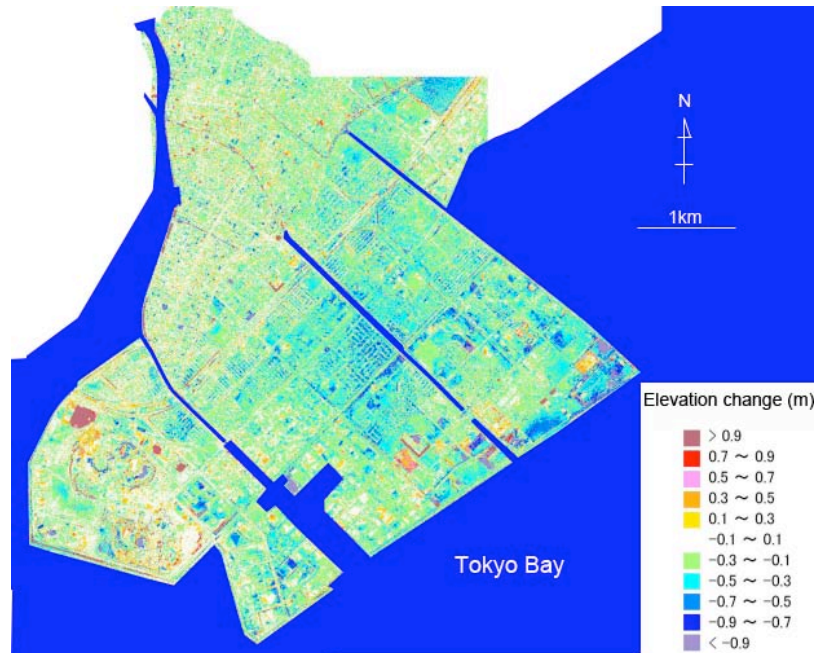 N
1km
Tokyo Bay
Elevation change (m)
> 0.9
0.7 ～ 0.9
0.5 ～ 0.7
0.3 ～ 0.5
0.1 ～ 0.3
-0.1 ～ 0.1
-0.3 ～ -0.1
-0.5 ～ -0.3
-0.7 ～ -0.5
-0.9 ～ -0.7
< -0.9